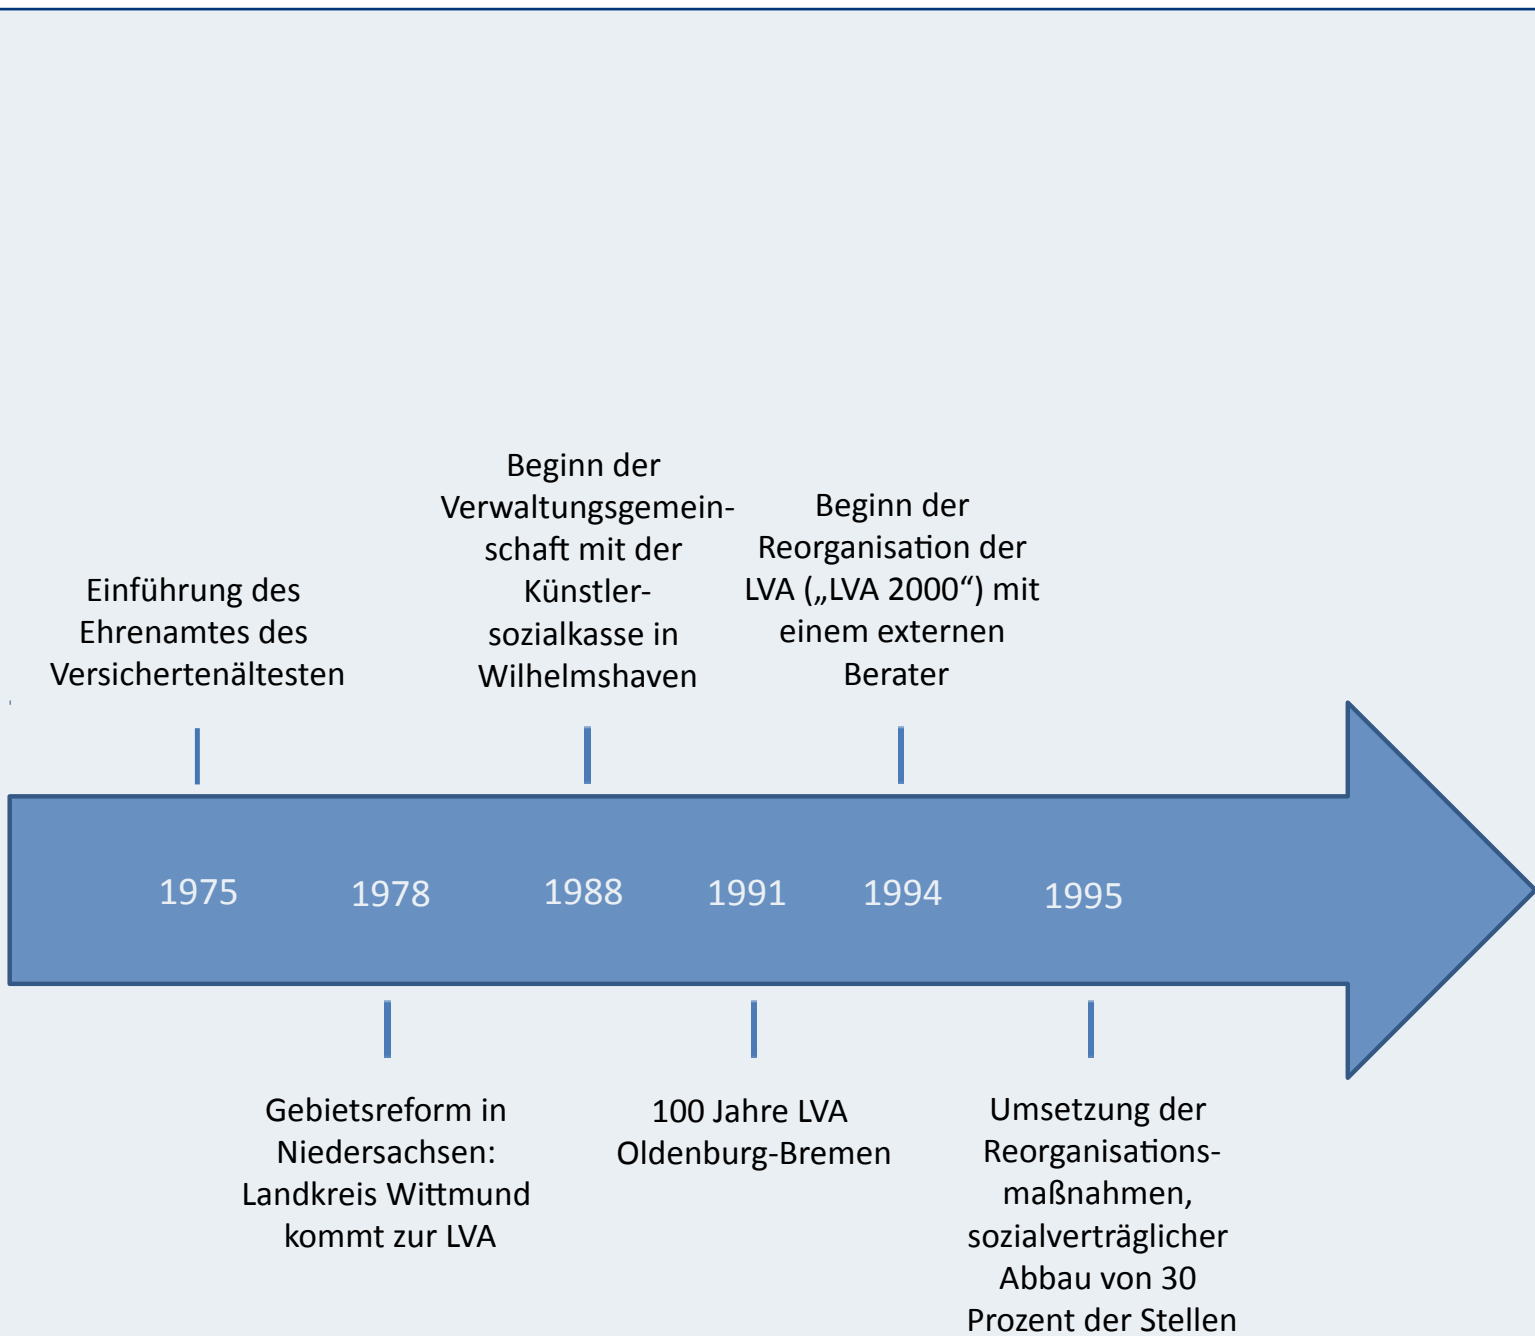 Einführung des
Ehrenamtes des
Versichertenältesten
Beginn der
Verwaltungsgemein-
schaft mit der
Künstler-
sozialkasse in
Wilhelmshaven
Beginn der
Reorganisation der
LVA („LVA 2000“) mit
einem externen
Berater
1975
1978
1988
1991
1994
1995
Gebietsreform in
Niedersachsen:
Landkreis Wittmund
kommt zur LVA
100 Jahre LVA
Oldenburg-Bremen
Umsetzung der
Reorganisations-
maßnahmen,
sozialverträglicher
Abbau von 30
Prozent der Stellen